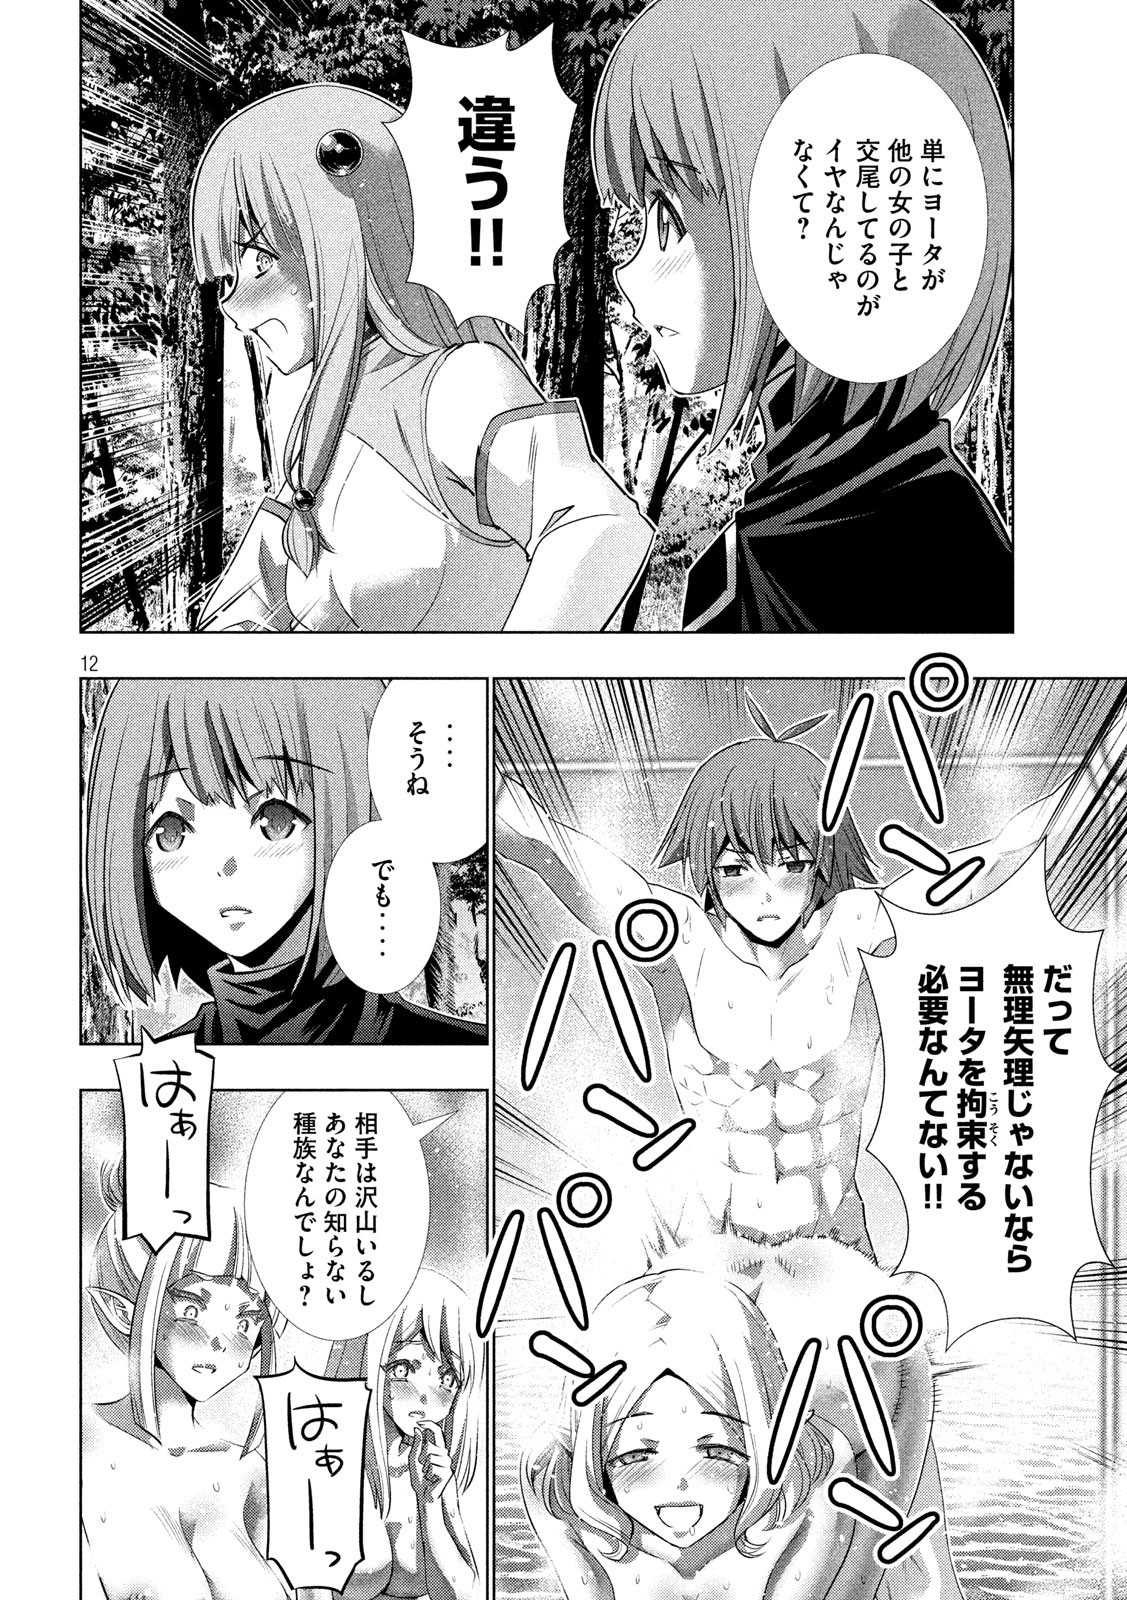 単にヨータが
他の女の子と
交尾してるのが
イヤなんじゃ
なくて?
違う!!
12
だって
無理矢理じゃないなら
ヨータを拘束する
こうそく
必要なんてない!!
パン
パン
パン
パン
‥‥
そうね
でも‥‥
相手は沢山いるし
あなたの知らない
種族なんでしょ?
はぁーっ
はぁーっ